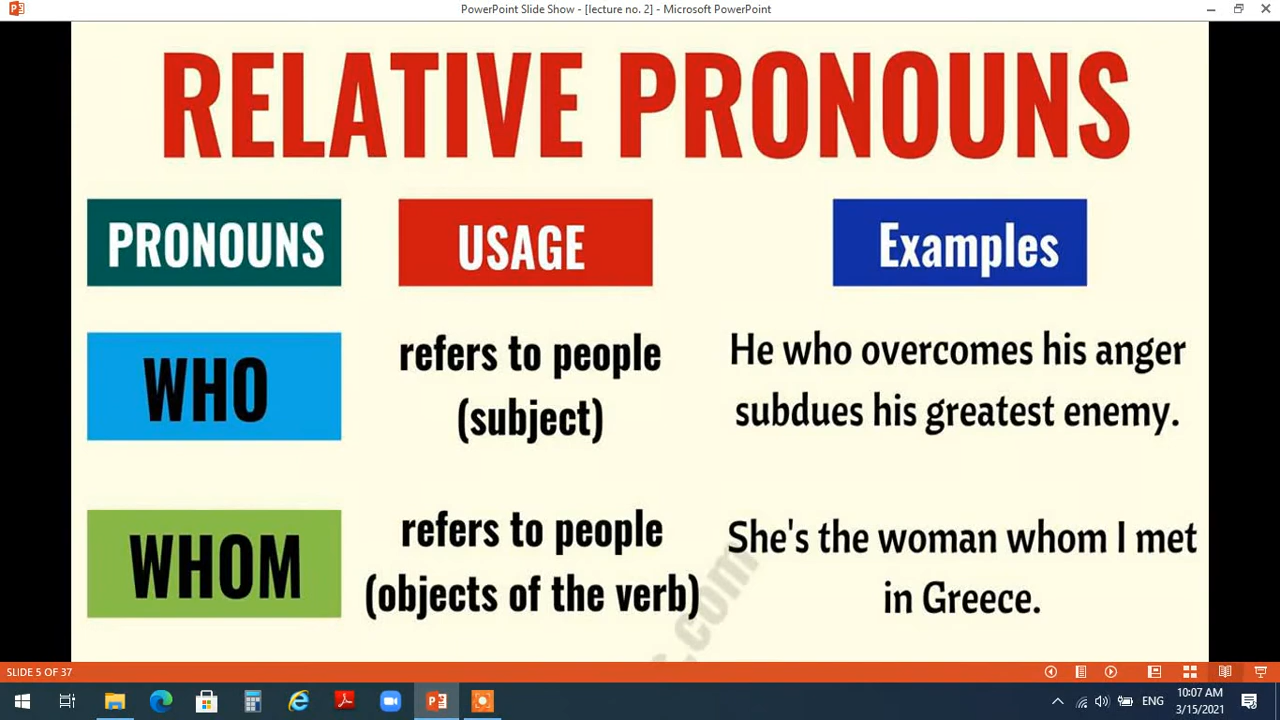 PowerPoint Slide Show - [lecture no. 2] - Microsoft PowerPoint
RELATIVE PRONOUNS
PRONOUNS
USAGE
Examples
WHO
refers to people
(subject)
He who overcomes his anger
subdues his greatest enemy.
WHOM
refers to people
(objects of the verb)
She's the woman whom I met
in Greece.
SLIDE 5 OF 37
ENG
10:07 AM
3/15/2021